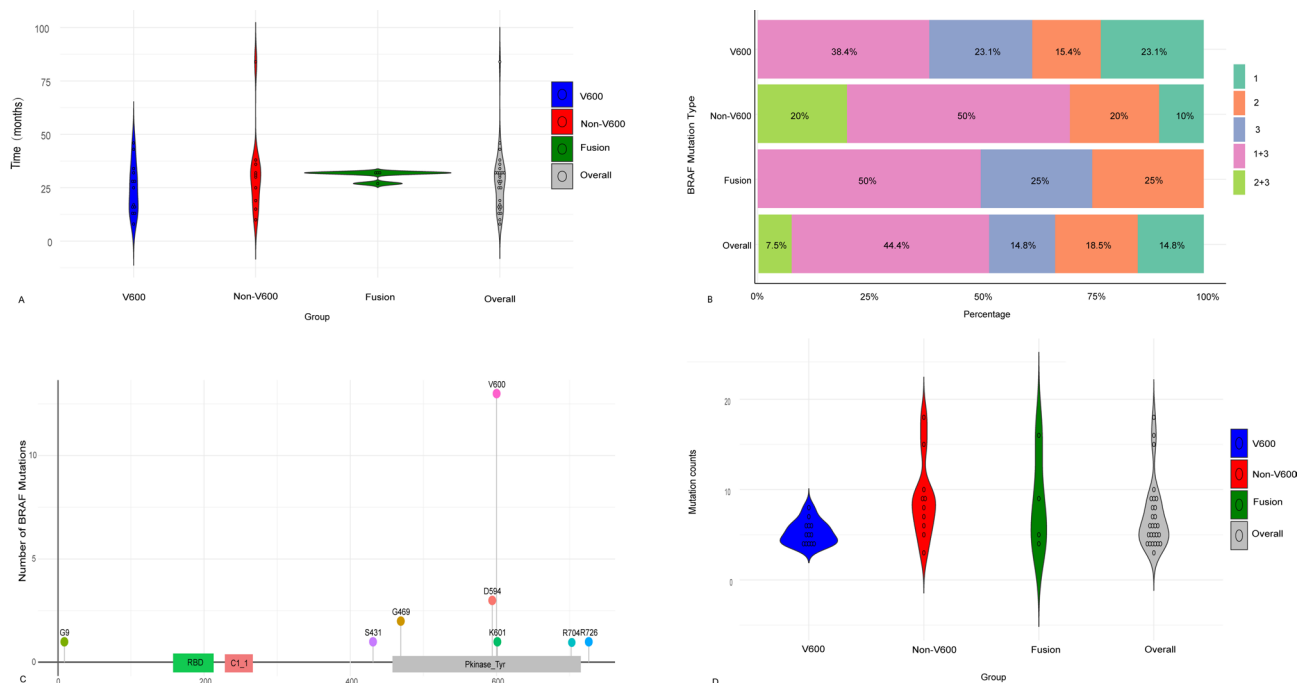 100
75
50
25
0
Time (months)
V600
Non-V600
Fusion
Overall
Group
A
V600
Non-V600
Fusion
Overall
BRAF Mutation Type
V600
38.4%
23.1%
15.4%
23.1%
Non-V600
20%
50%
20%
10%
Fusion
50%
25%
25%
Overall
7.5%
44.4%
14.8%
18.5%
14.8%
0%
25%
50%
75%
100%
Percentage
B
1
2
3
1+3
2+3
Number of BRAF Mutations
10
5
0
V600
D594
G469
G9
S431
K601
R704
R726
RBD
C1_1
Pkinase_Tyr
0
200
400
600
C
Mutation counts
20
10
0
V600
Non-V600
Fusion
Overall
Group
D
V600
Non-V600
Fusion
Overall